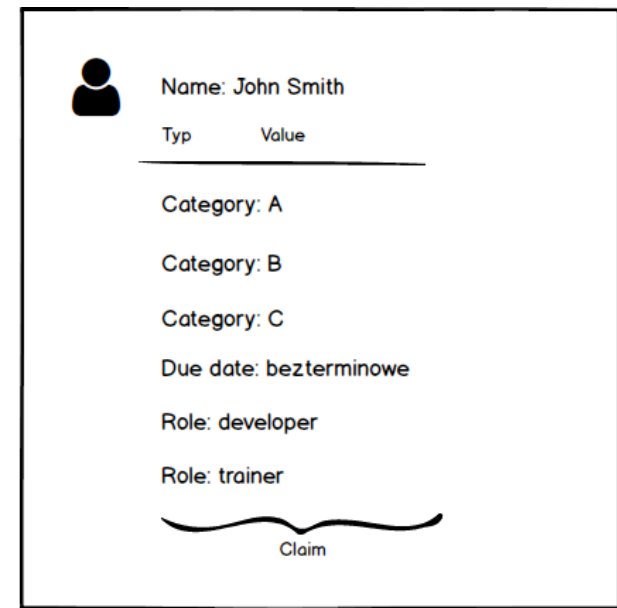 Name: John Smith
Typ Value
Category: A
Category: B
Category: C
Due date: bezterminowe
Role: developer
Role: trainer
Claim